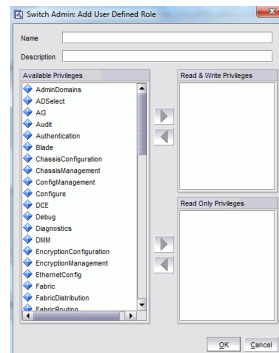 Switch Admin: Add User Defined Role
Name
Description
Available Privileges
AdminDomains
ADSelect
AG
Audit
Authentication
Blade
ChassisConfiguration
ChassisManagement
ConfigManagement
Configure
DCE
Debug
Diagnostics
DMM
EncryptionConfiguration
EncryptionManagement
EthernetConfig
Fabric
FabricDistribution
FabricRouting
Read & Write Privileges
Read Only Privileges
OK
Cancel